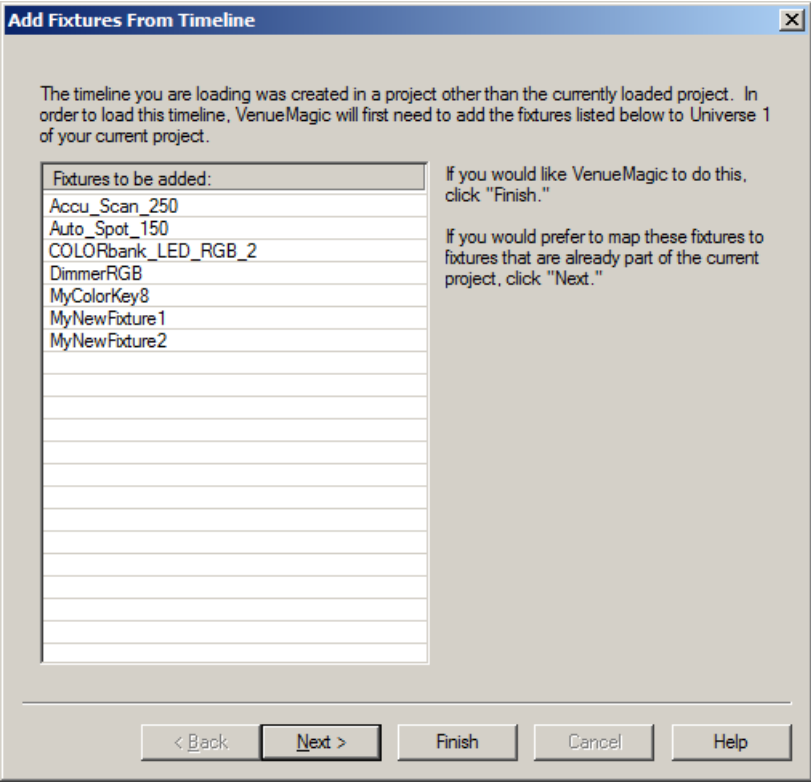 Add Fixtures From Timeline
The timeline you are loading was created in a project other than the currently loaded project. In
order to load this timeline, VenueMagic will first need to add the fixtures listed below to Universe 1
of your current project.
Fixtures to be added:
Accu_Scan_250
Auto_Spot_150
COLORbank_LED_RGB_2
DimmerRGB
MyColorKey8
MyNewFixture1
MyNewFixture2
If you would like VenueMagic to do this,
click "Finish."
If you would prefer to map these fixtures to
fixtures that are already part of the current
project, click "Next."
< Back
Next >
Finish
Cancel
Help